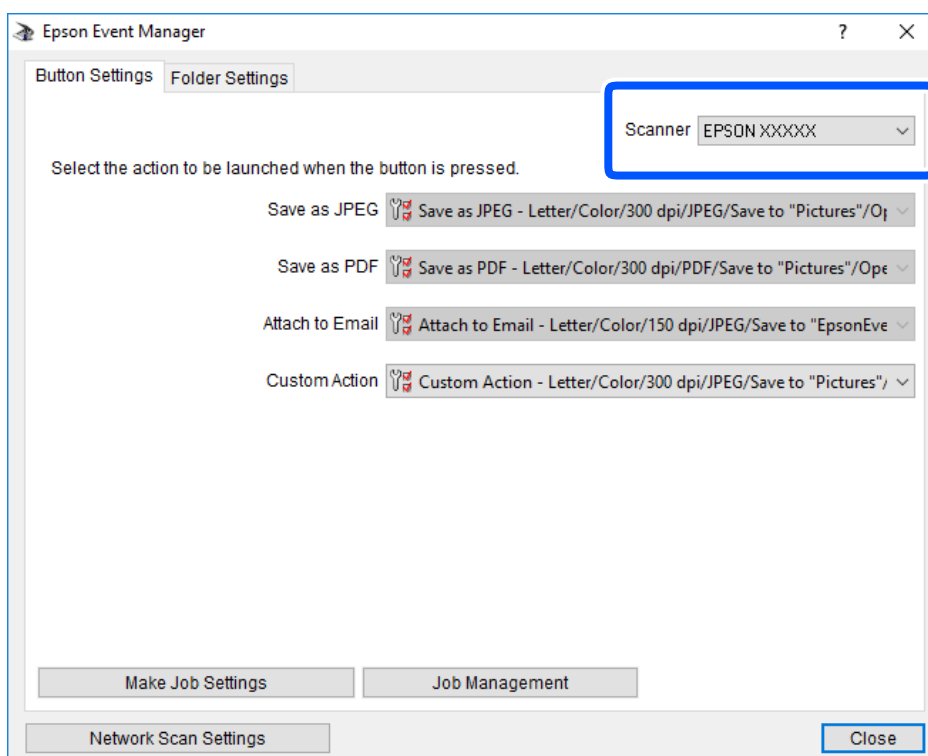 Epson Event Manager
Button Settings Folder Settings
Scanner EPSON XXXXX
Select the action to be launched when the button is pressed.
Save as JPEG Save as JPEG - Letter/Color/300 dpi/JPEG/Save to "Pictures"/
Save as PDF Save as PDF - Letter/Color/300 dpi/PDF/Save to "Pictures"/Ope
Attach to Email Attach to Email - Letter/Color/150 dpi/JPEG/Save to "EpsonEve
Custom Action Custom Action - Letter/Color/300 dpi/JPEG/Save to "Pictures"/
Make Job Settings Job Management
Network Scan Settings Close